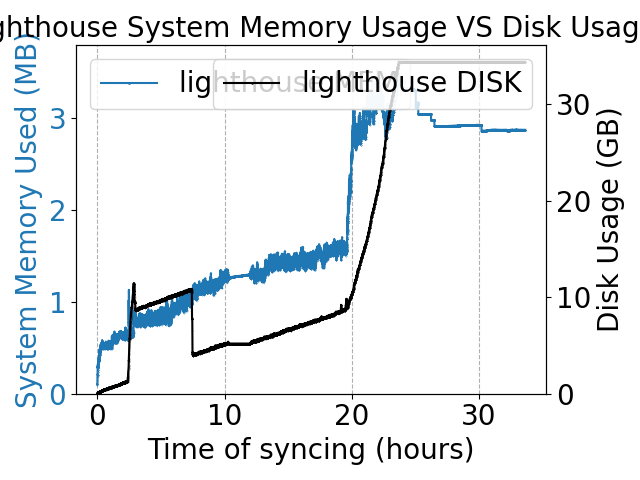 ghthouse System Memory Usage VS Disk Usag
lighthouse DISK
System Memory Used (MB)
0
1
2
3
Disk Usage (GB)
0
10
20
30
0
10
20
30
Time of syncing (hours)